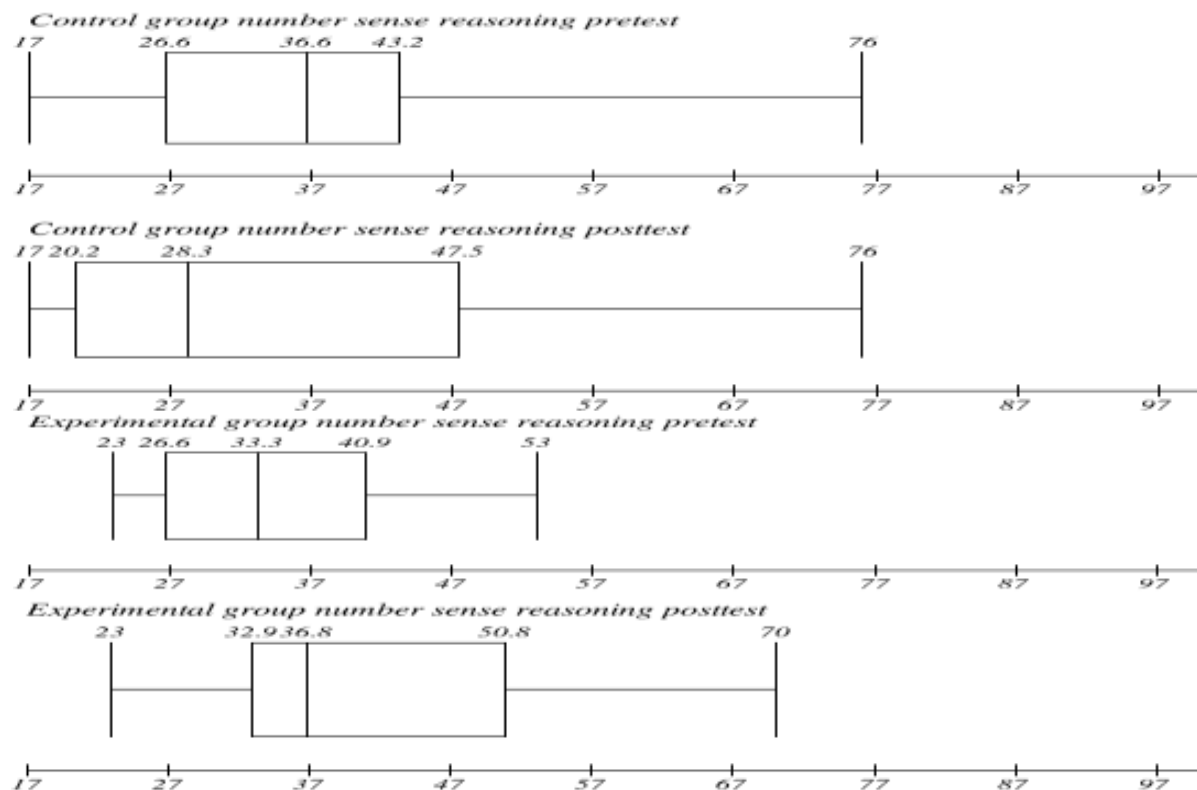 Control group number sense reasoning pretest
17 26.6 36.6 43.2 76
17 27 37 47 57 67 77 87 97
Control group number sense reasoning posttest
17 20.2 28.3 47.5 76
17 27 37 47 57 67 77 87 97
Experimental group number sense reasoning pretest
23 26.6 33.3 40.9 53
17 27 37 47 57 67 77 87 97
Experimental group number sense reasoning posttest
23 32.9 36.8 50.8 70
17 27 37 47 57 67 77 87 97